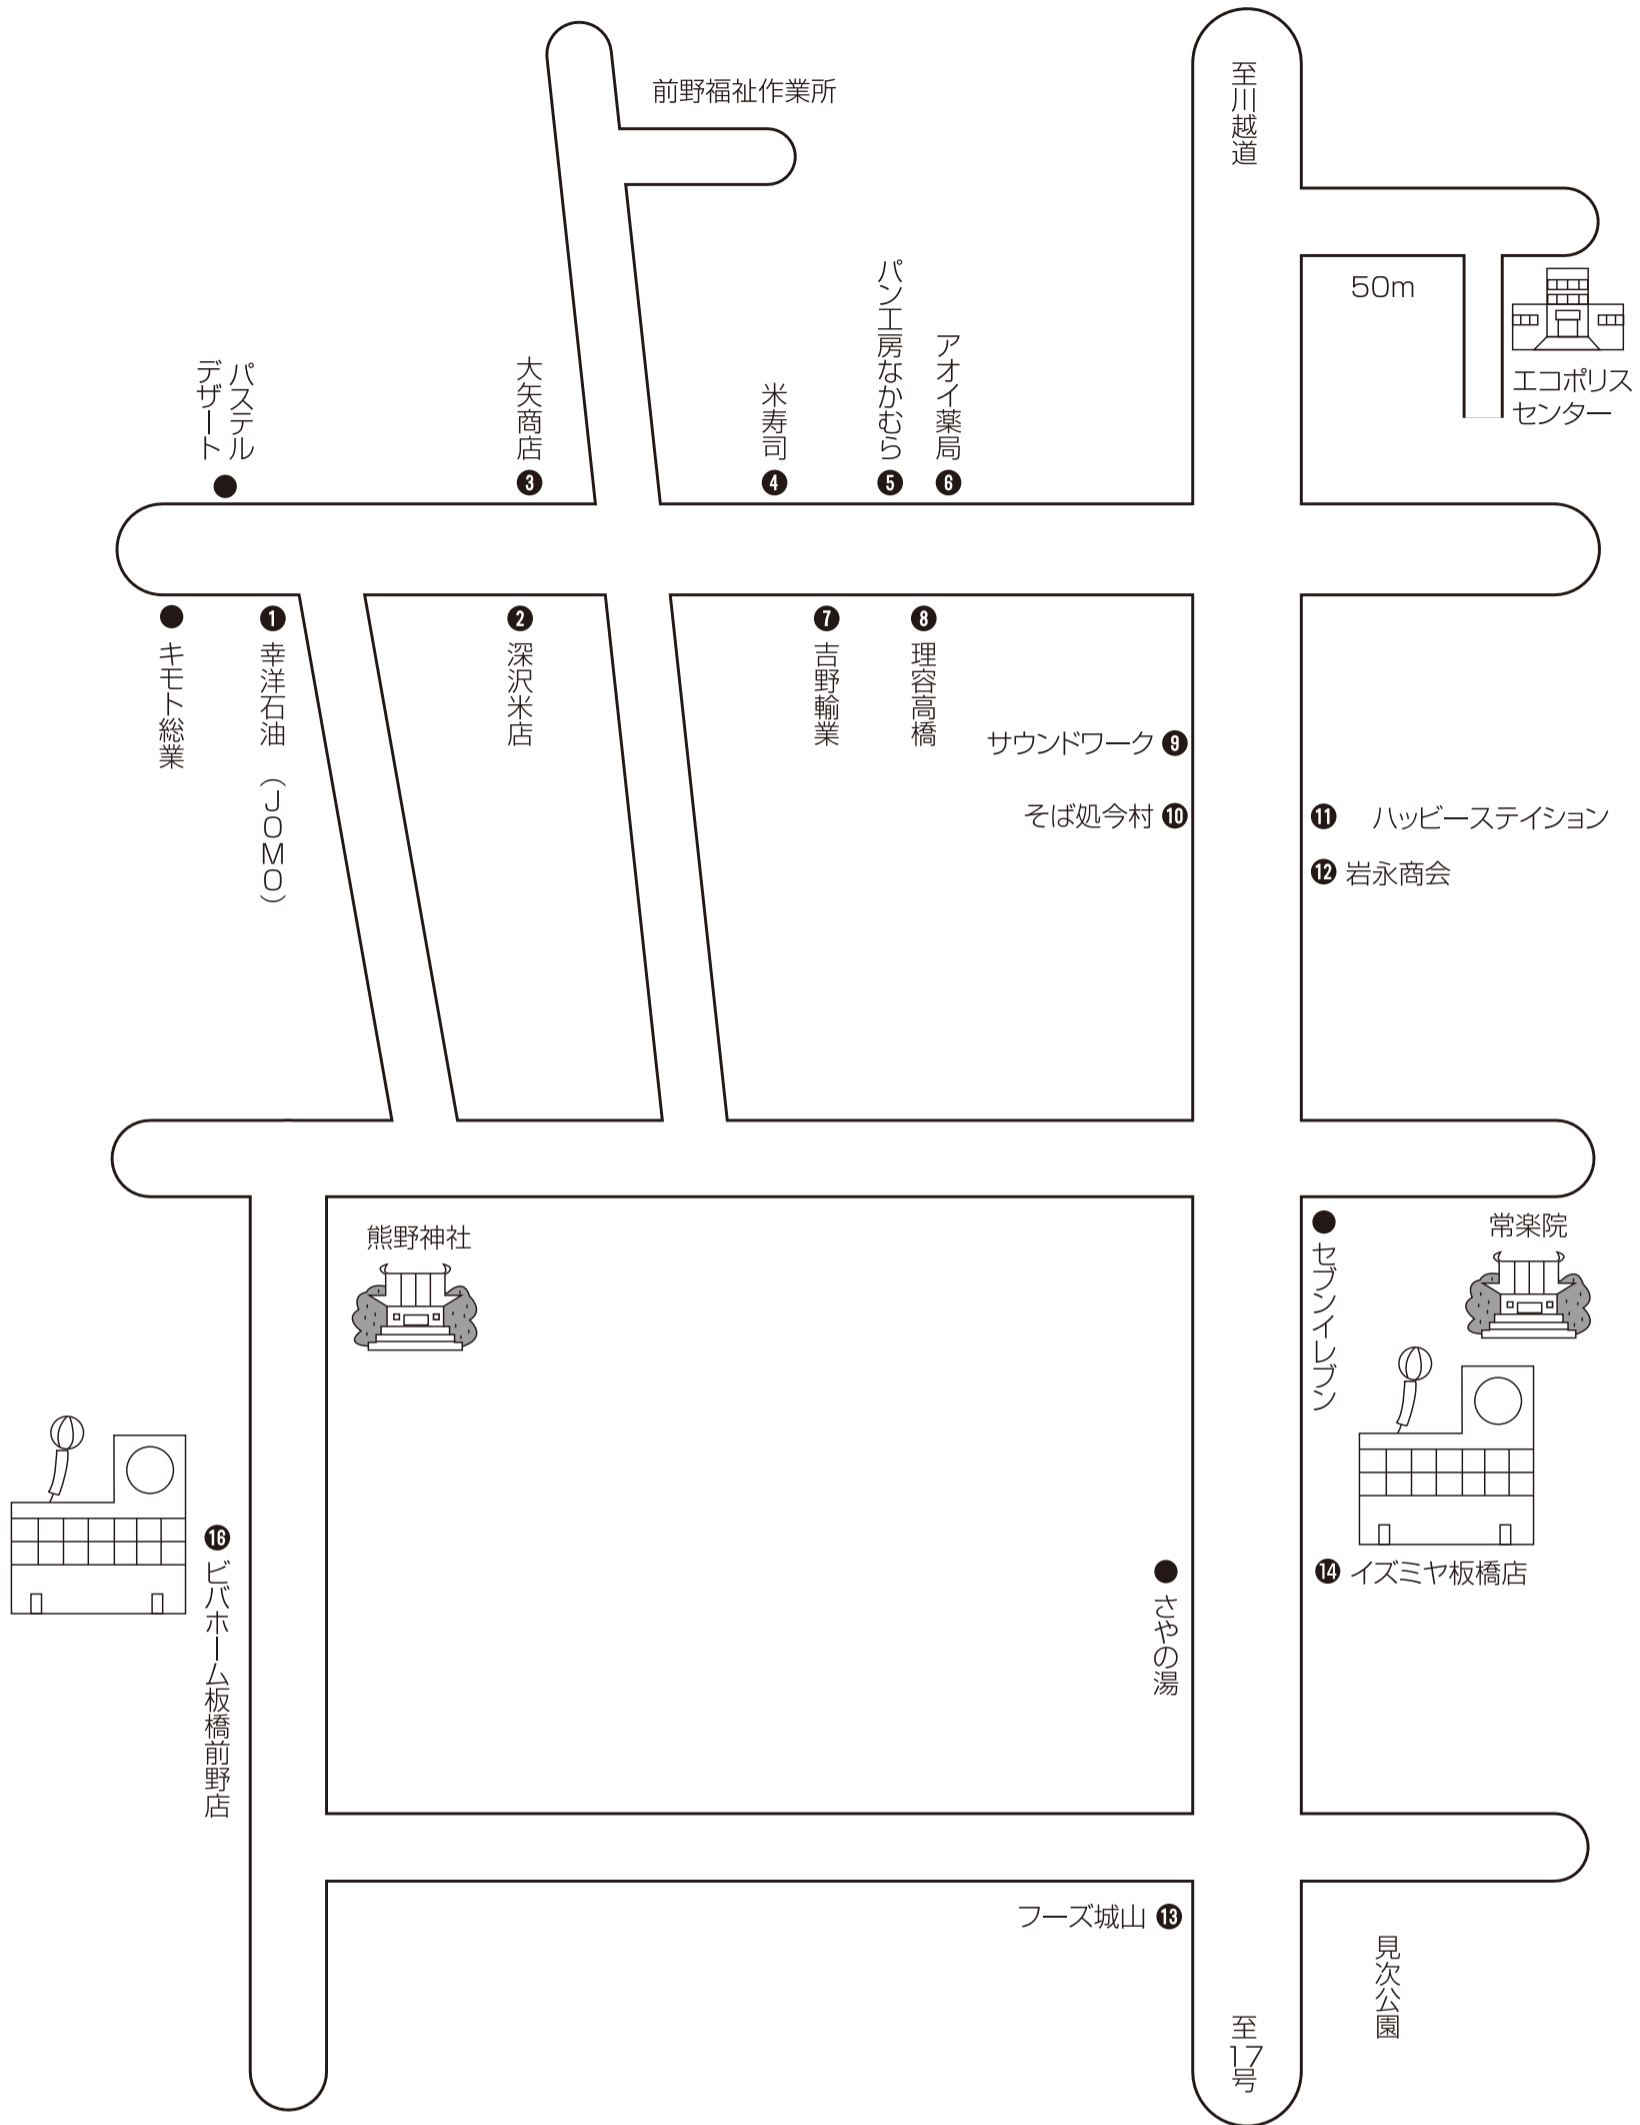 前野福祉作業所
至川越道
50m
エコポリス
センター
パステル
デザート
大矢商店
❸
米寿司
❹
パン工房なかむら
❺
アオイ薬局
❻
キモト総業
❶
幸洋石油 (JOMO)
❷
深沢米店
❼
吉野輸業
❽
理容高橋
サウンドワーク ❾
そば処今村 ❿
⓫ ハッピーステイション
⓬ 岩永商会
熊野神社
セブンイレブン
常楽院
⓰
ビバホーム板橋前野店
さやの湯
⓮ イズミヤ板橋店
フーズ城山 ⓭
見次公園
至17号